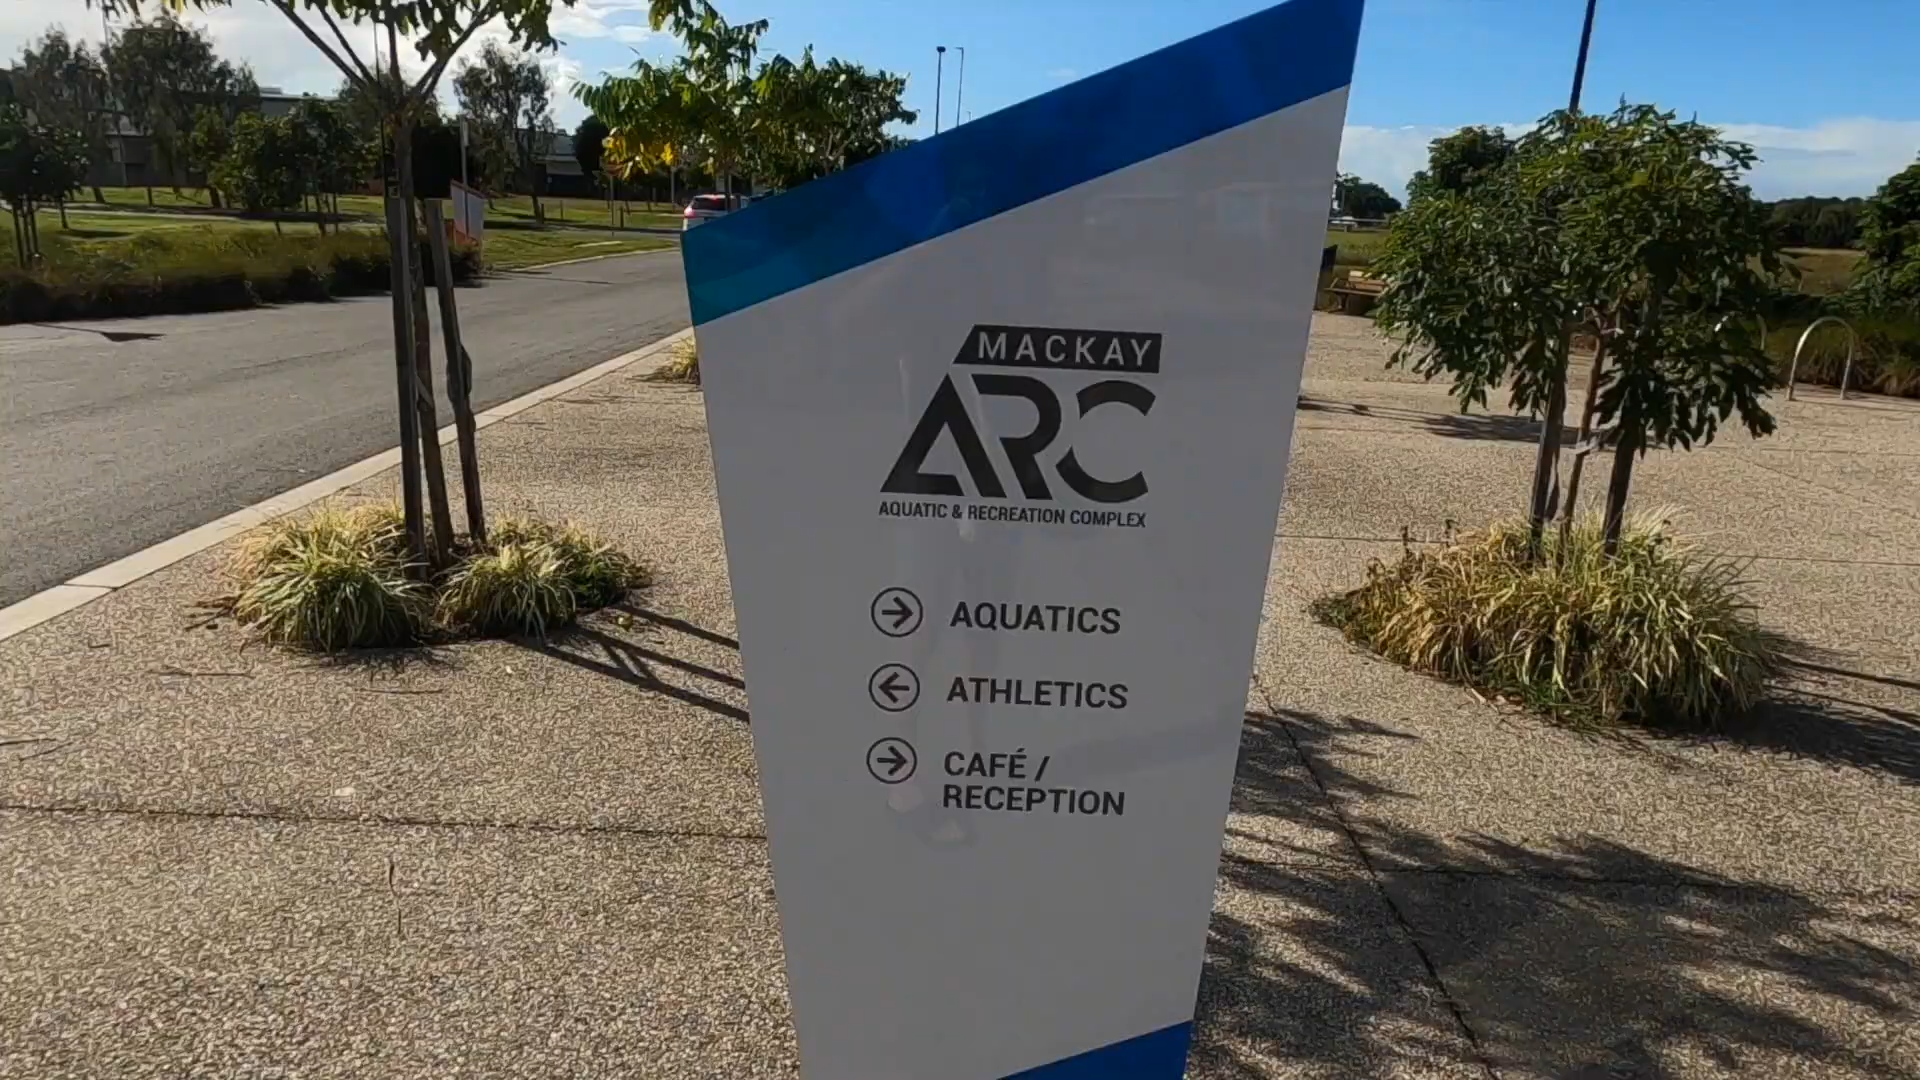 MACKAY
ARC
AQUATIC & RECREATION COMPLEX
AQUATICS
ATHLETICS
CAFÉ /
RECEPTION